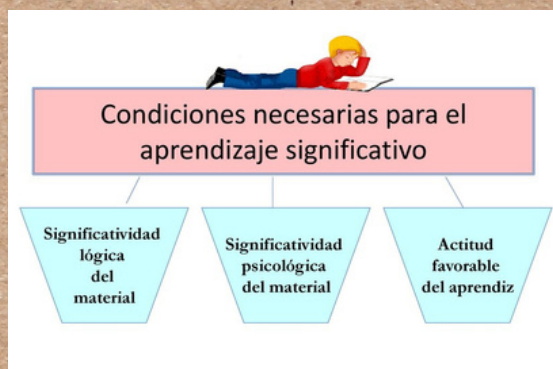 Condiciones necesarias para el
aprendizaje significativo
Significatividad
lógica
del
material
Significatividad
psicológica
del material
Actitud
favorable
del aprendiz